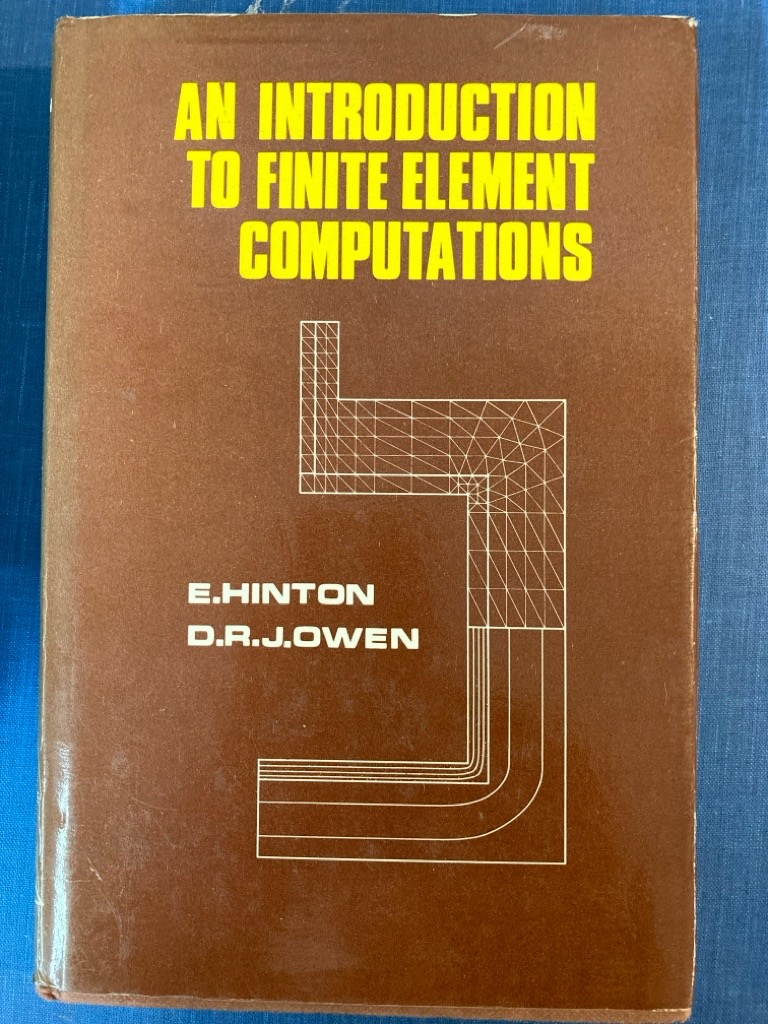 AN INTRODUCTION
TO FINITE ELEMENT
COMPUTATIONS
E.HINTON
D.R.J.OWEN